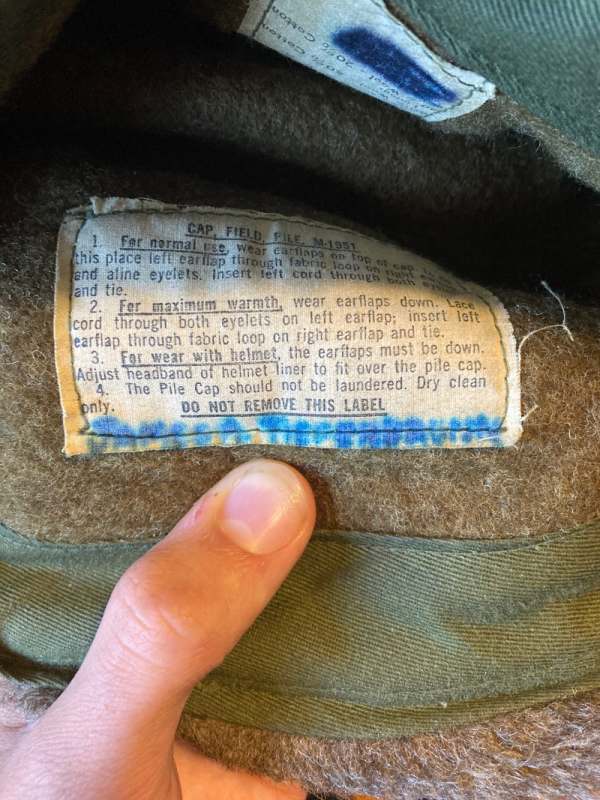 20% Cotton
CAP, FIELD, PILE, M-1951
1. For normal use, wear earflaps on top of cap.
this place left earflap through fabric loop on right
and aline eyelets. Insert left cord through both
and tie.
2. For maximum warmth, wear earflaps down. Lace
cord through both eyelets on left earflap; insert left
earflap through fabric loop on right earflap and tie.
3. For wear with helmet, the earflaps must be down.
Adjust headband of helmet liner to fit over the pile cap.
4. The Pile Cap should not be laundered. Dry clean
only.
DO NOT REMOVE THIS LABEL